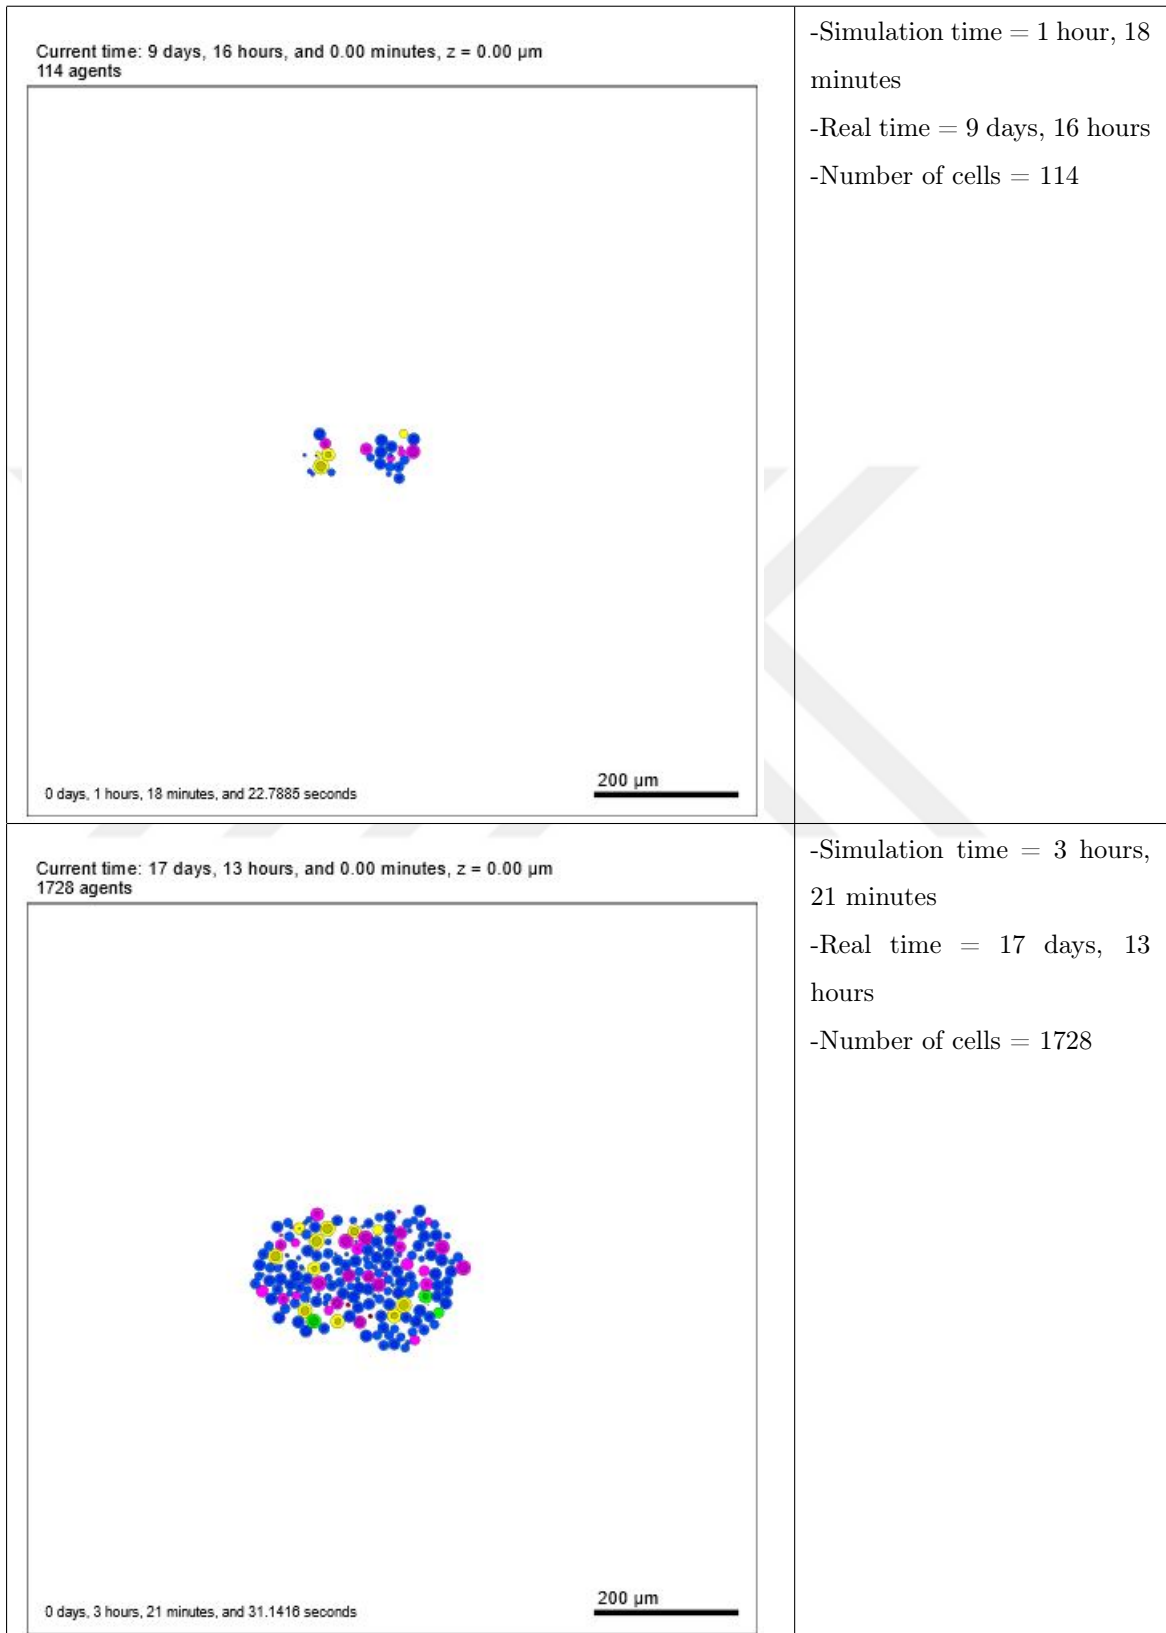 Current time: 9 days, 16 hours, and 0.00 minutes, z = 0.00 µm
114 agents
0 days, 1 hours, 18 minutes, and 22.7885 seconds
200 µm
-Simulation time = 1 hour, 18
minutes
-Real time = 9 days, 16 hours
-Number of cells = 114
Current time: 17 days, 13 hours, and 0.00 minutes, z = 0.00 µm
1728 agents
0 days, 3 hours, 21 minutes, and 31.1416 seconds
200 µm
-Simulation time = 3 hours,
21 minutes
-Real time = 17 days, 13
hours
-Number of cells = 1728